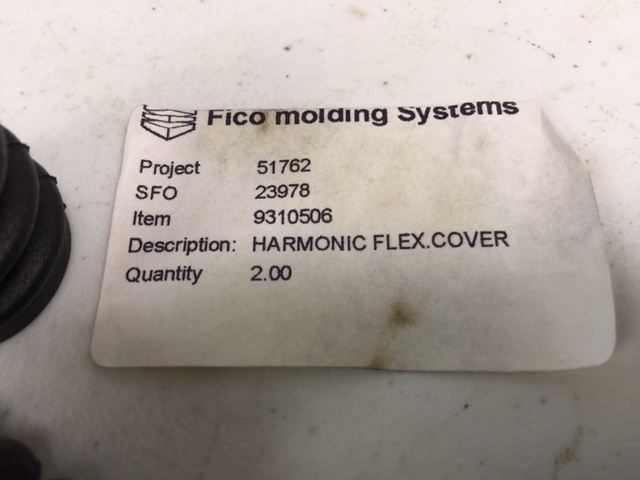 Fico molding Systems
Project 51762
SFO 23978
Item 9310506
Description: HARMONIC FLEX.COVER
Quantity 2.00